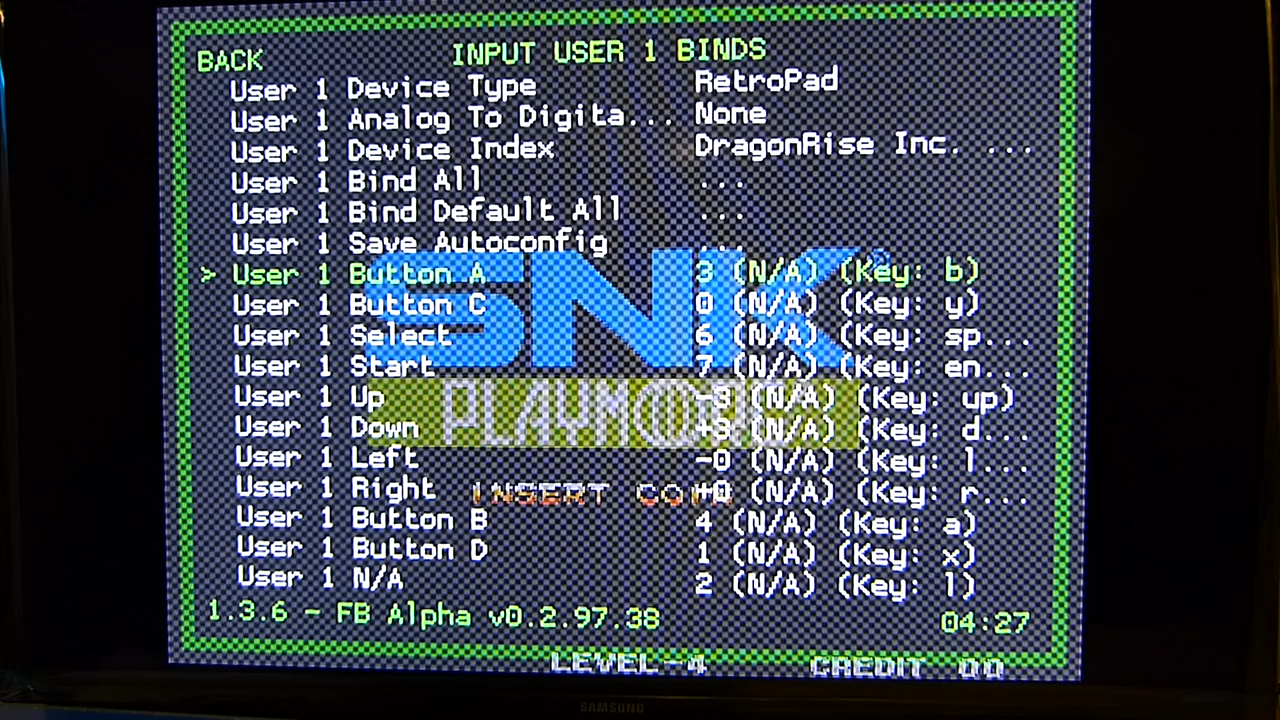 BACK INPUT USER 1 BINDS
User 1 Device Type RetroPad
User 1 Analog To Digita... None
User 1 Device Index DragonRise Inc. ...
User 1 Bind All ...
User 1 Bind Default All ...
User 1 Save Autoconfig ...
> User 1 Button A 3 (N/A) (Key: b)
User 1 Button C 0 (N/A) (Key: y)
User 1 Select 6 (N/A) (Key: sp...
User 1 Start 7 (N/A) (Key: en...
User 1 Up -3 (N/A) (Key: up)
User 1 Down +3 (N/A) (Key: d...
User 1 Left -0 (N/A) (Key: l...
User 1 Right +0 (N/A) (Key: r...
User 1 Button B 4 (N/A) (Key: a)
User 1 Button D 1 (N/A) (Key: x)
User 1 N/A 2 (N/A) (Key: l)
1.3.6 - FB Alpha v0.2.97.38 04:27
SNK
INSERT
LEVEL-4 CREDIT 00
SAMSUNG